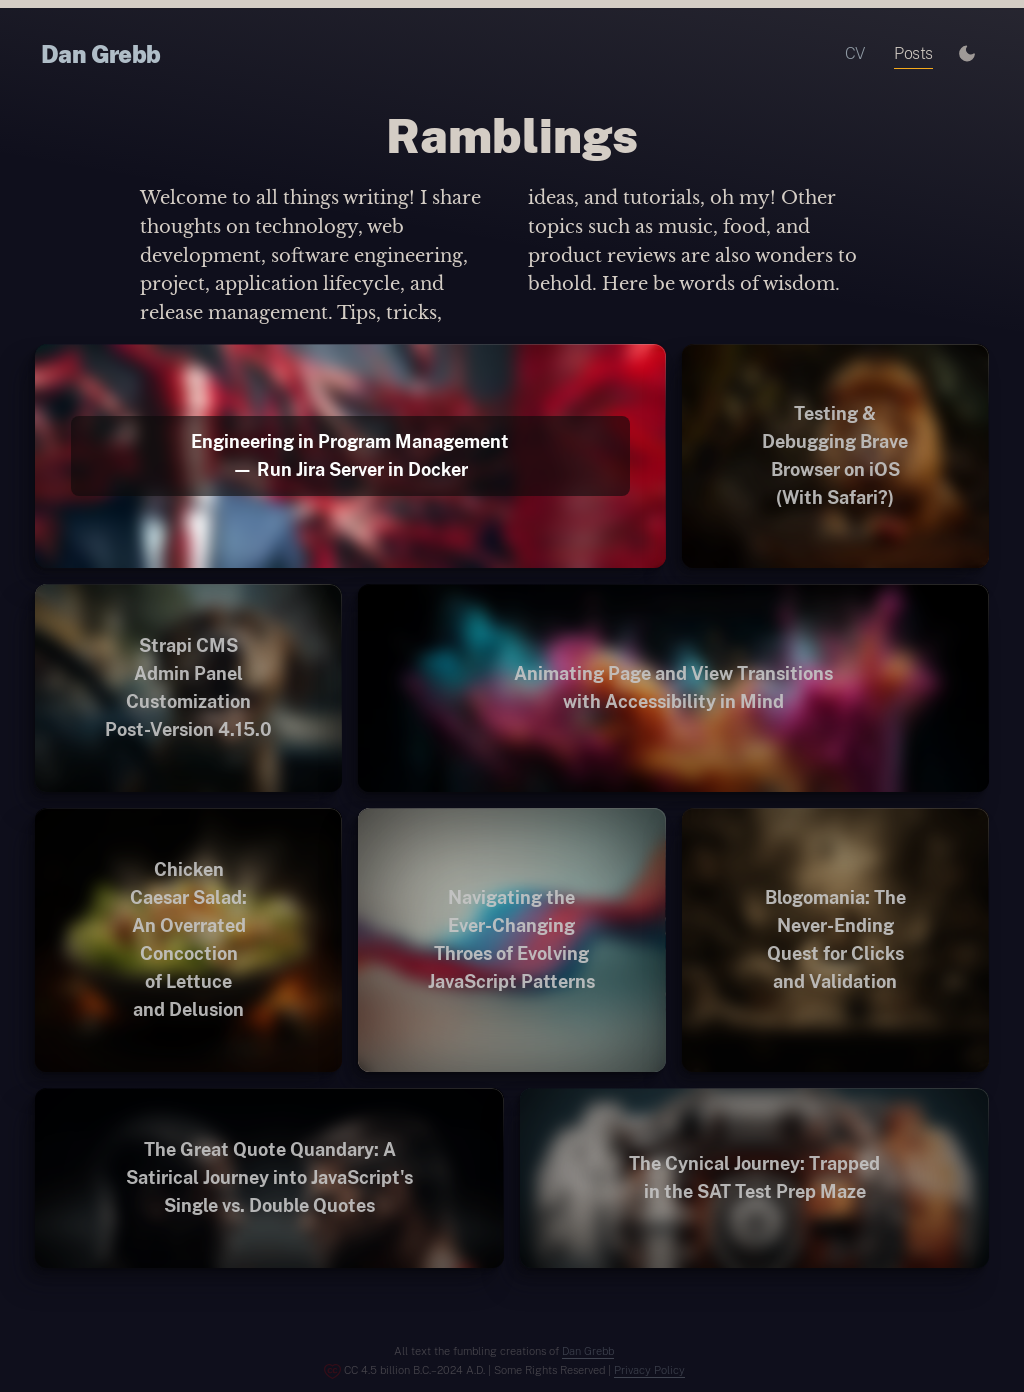 Dan Grebb
CV
Posts
Ramblings
Welcome to all things writing! I share
thoughts on technology, web
development, software engineering,
project, application lifecycle, and
release management. Tips, tricks,
ideas, and tutorials, oh my! Other
topics such as music, food, and
product reviews are also wonders to
behold. Here be words of wisdom.
Engineering in Program Management
— Run Jira Server in Docker
Testing &
Debugging Brave
Browser on iOS
(With Safari?)
Strapi CMS
Admin Panel
Customization
Post-Version 4.15.0
Animating Page and View Transitions
with Accessibility in Mind
Chicken
Caesar Salad:
An Overrated
Concoction
of Lettuce
and Delusion
Navigating the
Ever-Changing
Throes of Evolving
JavaScript Patterns
Blogomania: The
Never-Ending
Quest for Clicks
and Validation
The Great Quote Quandary: A
Satirical Journey into JavaScript's
Single vs. Double Quotes
The Cynical Journey: Trapped
in the SAT Test Prep Maze
All text the fumbling creations of Dan Grebb
CC 4.5 billion B.C.–2024 A.D. | Some Rights Reserved | Privacy Policy